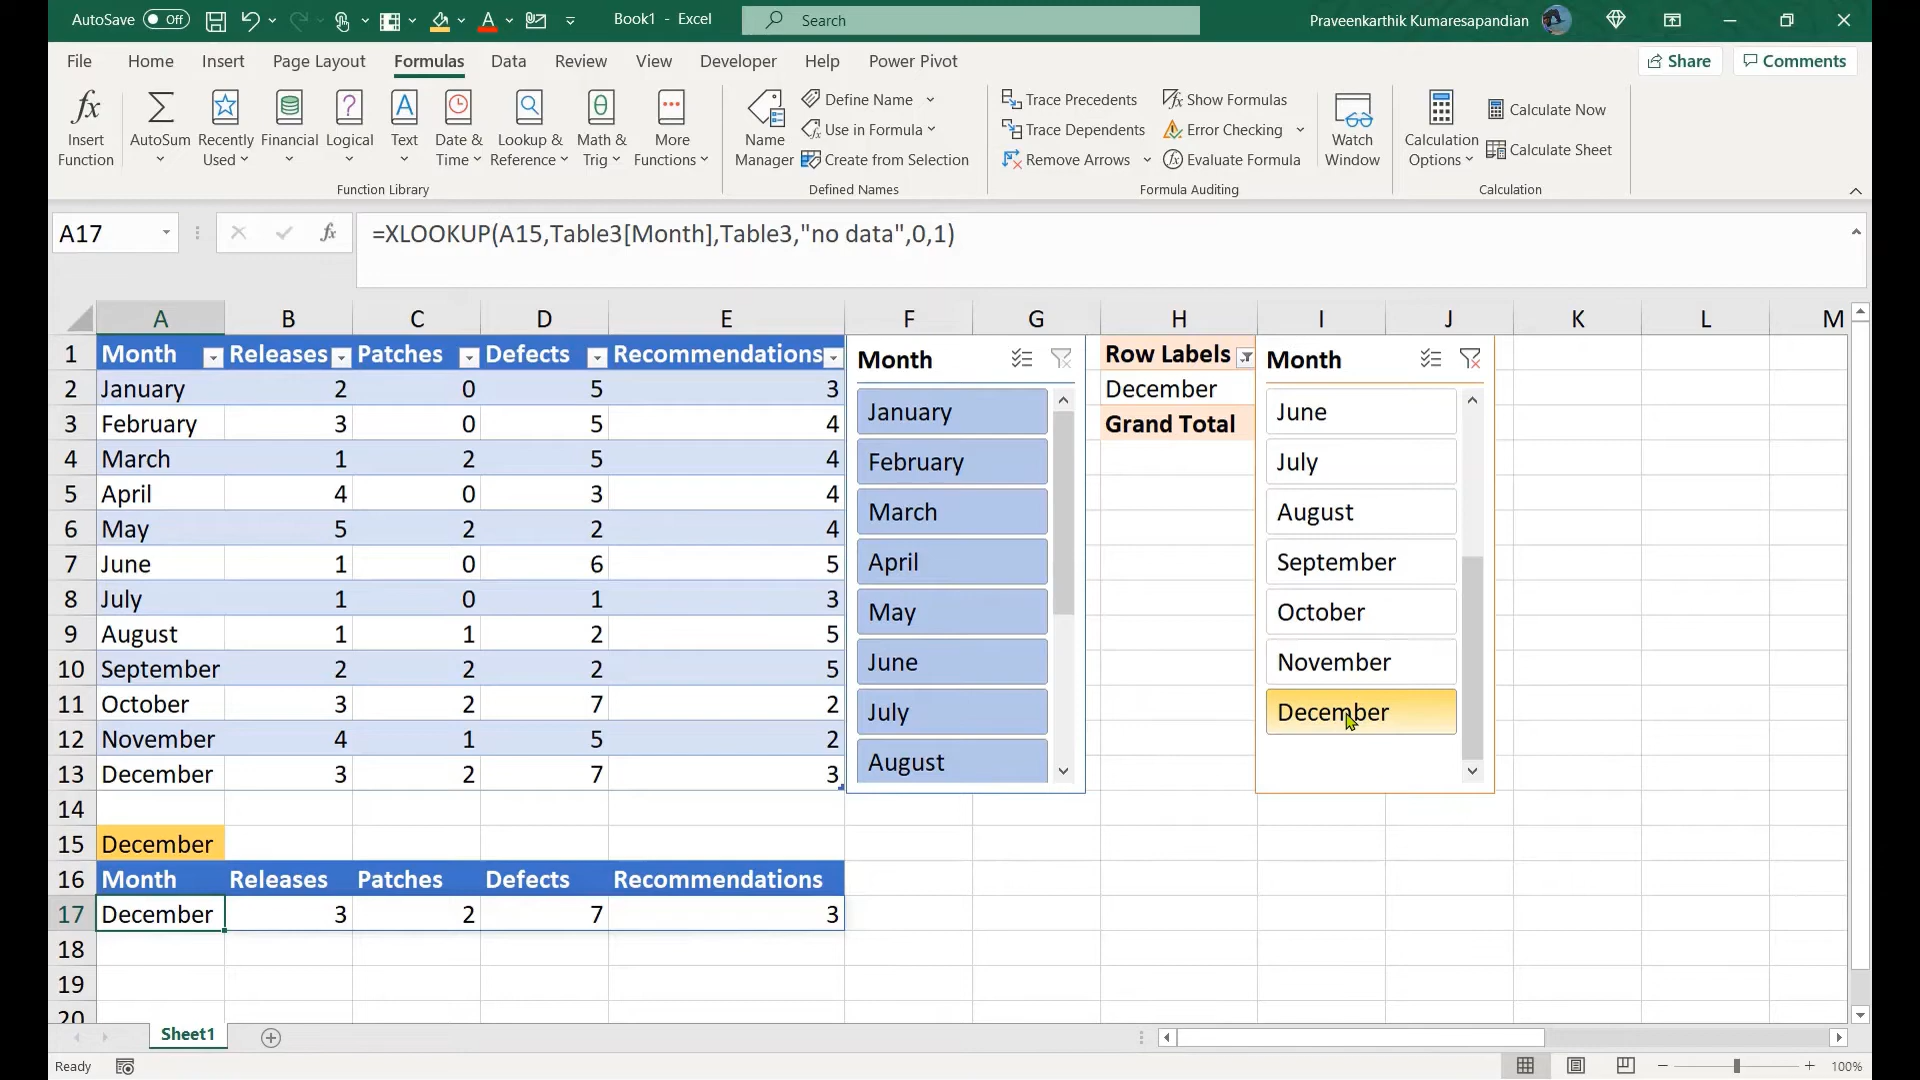 AutoSave Off Book1 - Excel Search Praveenkarthik Kumaresapandian
File Home Insert Page Layout Formulas Data Review View Developer Help Power Pivot Share Comments
Insert Function AutoSum Recently Used Financial Logical Text Date & Time Lookup & Reference Math & Trig More Functions
Function Library
Name Manager Define Name Use in Formula Create from Selection
Defined Names
Trace Precedents Show Formulas
Trace Dependents Error Checking
Remove Arrows Evaluate Formula
Watch Window
Formula Auditing
Calculation Options Calculate Now Calculate Sheet
Calculation
A17 fx =XLOOKUP(A15,Table3[Month],Table3,"no data",0,1)
A B C D E F G H I J K L M
1 Month Releases Patches Defects Recommendations
2 January 2 0 5 3
3 February 3 0 5 4
4 March 1 2 5 4
5 April 4 0 3 4
6 May 5 2 2 4
7 June 1 0 6 5
8 July 1 0 1 3
9 August 1 1 2 5
10 September 2 2 2 5
11 October 3 2 7 2
12 November 4 1 5 2
13 December 3 2 7 3
14
15 December
16 Month Releases Patches Defects Recommendations
17 December 3 2 7 3
18
19
20
Month
January
February
March
April
May
June
July
August
Row Labels
December
Grand Total
Month
June
July
August
September
October
November
December
Sheet1
Ready 100%